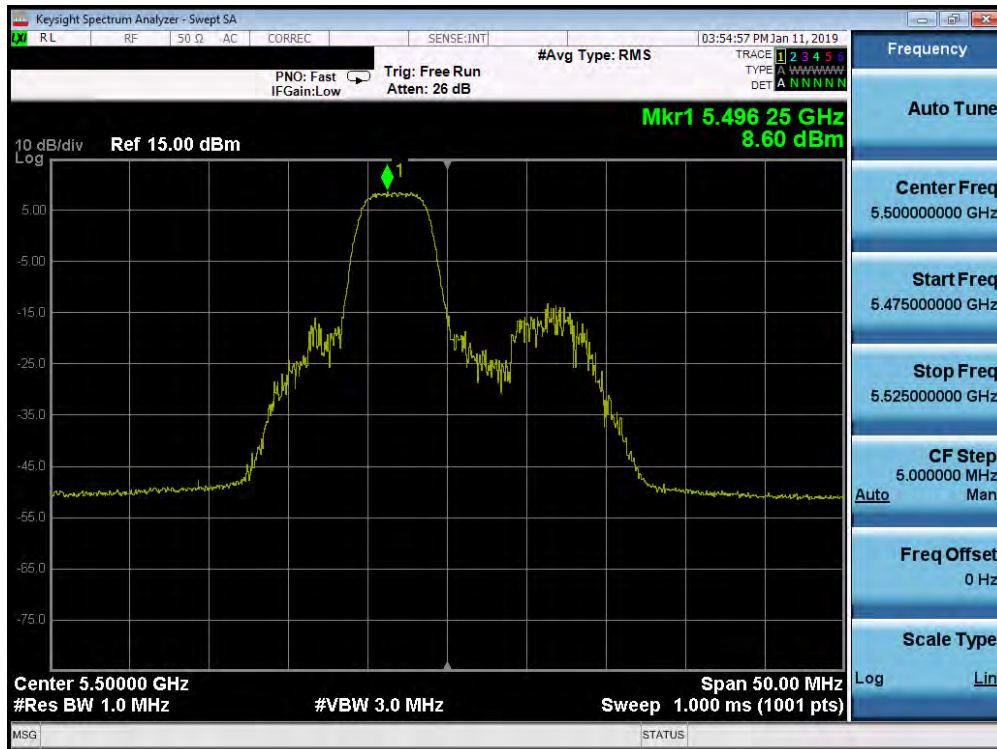 Keysight Spectrum Analyzer - Swept SA
LXI RL RF 50 Ω AC CORREC SENSE:INT 03:54:57 PM Jan 11, 2019
#Avg Type: RMS
TRACE 1 2 3 4 5 6
PNO: Fast Trig: Free Run TYPE A WWWWW
IFGain:Low Atten: 26 dB DET A N N N N N
Mkr1 5.496 25 GHz
8.60 dBm
10 dB/div Ref 15.00 dBm
Log
1
5.00
-5.00
-15.0
-25.0
-35.0
-45.0
-55.0
-65.0
-75.0
Center 5.50000 GHz Span 50.00 MHz
#Res BW 1.0 MHz #VBW 3.0 MHz Sweep 1.000 ms (1001 pts)
MSG STATUS
Frequency
Auto Tune
Center Freq
5.500000000 GHz
Start Freq
5.475000000 GHz
Stop Freq
5.525000000 GHz
CF Step
5.000000 MHz
Auto Man
Freq Offset
0 Hz
Scale Type
Log Lin